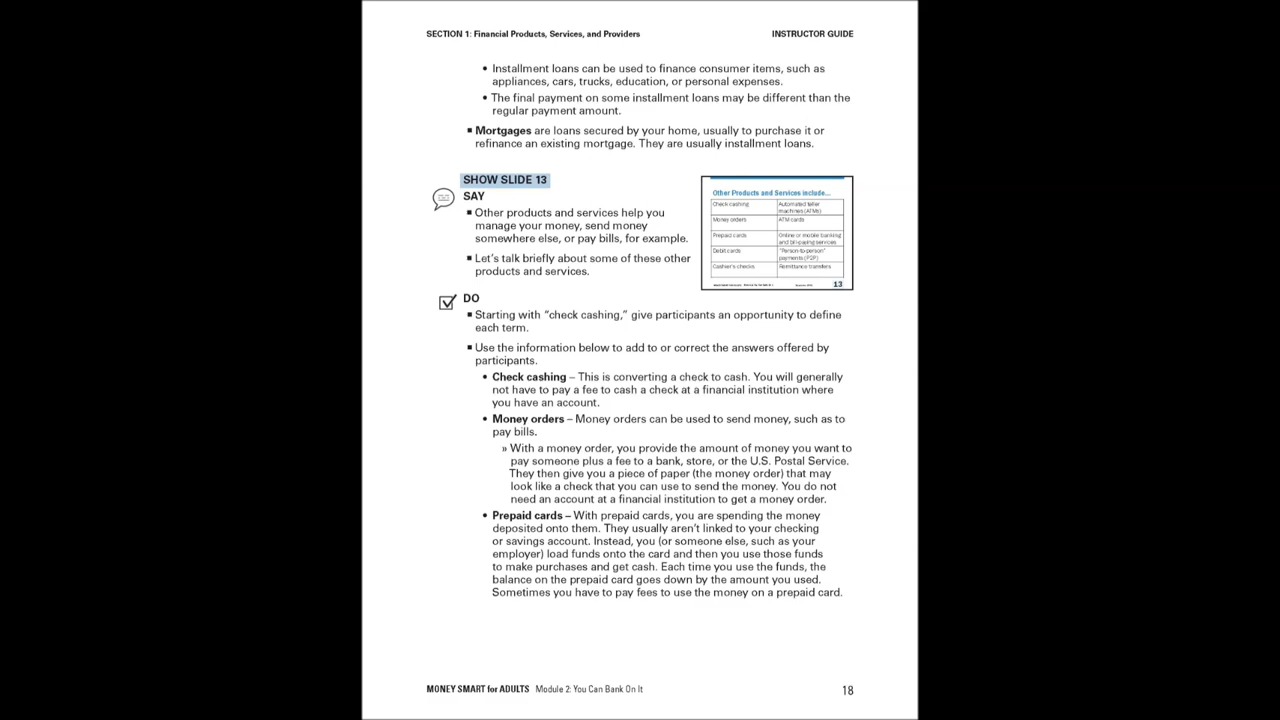 SECTION 1: Financial Products, Services, and Providers
INSTRUCTOR GUIDE
• Installment loans can be used to finance consumer items, such as
appliances, cars, trucks, education, or personal expenses.
• The final payment on some installment loans may be different than the
regular payment amount.
■ Mortgages are loans secured by your home, usually to purchase it or
refinance an existing mortgage. They are usually installment loans.
SHOW SLIDE 13
SAY
■ Other products and services help you
manage your money, send money
somewhere else, or pay bills, for example.
■ Let's talk briefly about some of these other
products and services.
Other Products and Services include...
Check cashing
Automated teller
machines (ATMs)
Money orders
ATM cards
Prepaid cards
Online or mobile banking
and bill-paying services
Debit cards
"Person-to-person"
payments (P2P)
Cashier's checks
Remittance transfers
13
DO
■ Starting with "check cashing," give participants an opportunity to define
each term.
■ Use the information below to add to or correct the answers offered by
participants.
• Check cashing – This is converting a check to cash. You will generally
not have to pay a fee to cash a check at a financial institution where
you have an account.
• Money orders – Money orders can be used to send money, such as to
pay bills.
» With a money order, you provide the amount of money you want to
pay someone plus a fee to a bank, store, or the U.S. Postal Service.
They then give you a piece of paper (the money order) that may
look like a check that you can use to send the money. You do not
need an account at a financial institution to get a money order.
• Prepaid cards – With prepaid cards, you are spending the money
deposited onto them. They usually aren't linked to your checking
or savings account. Instead, you (or someone else, such as your
employer) load funds onto the card and then you use those funds
to make purchases and get cash. Each time you use the funds, the
balance on the prepaid card goes down by the amount you used.
Sometimes you have to pay fees to use the money on a prepaid card.
MONEY SMART for ADULTS Module 2: You Can Bank On It
18